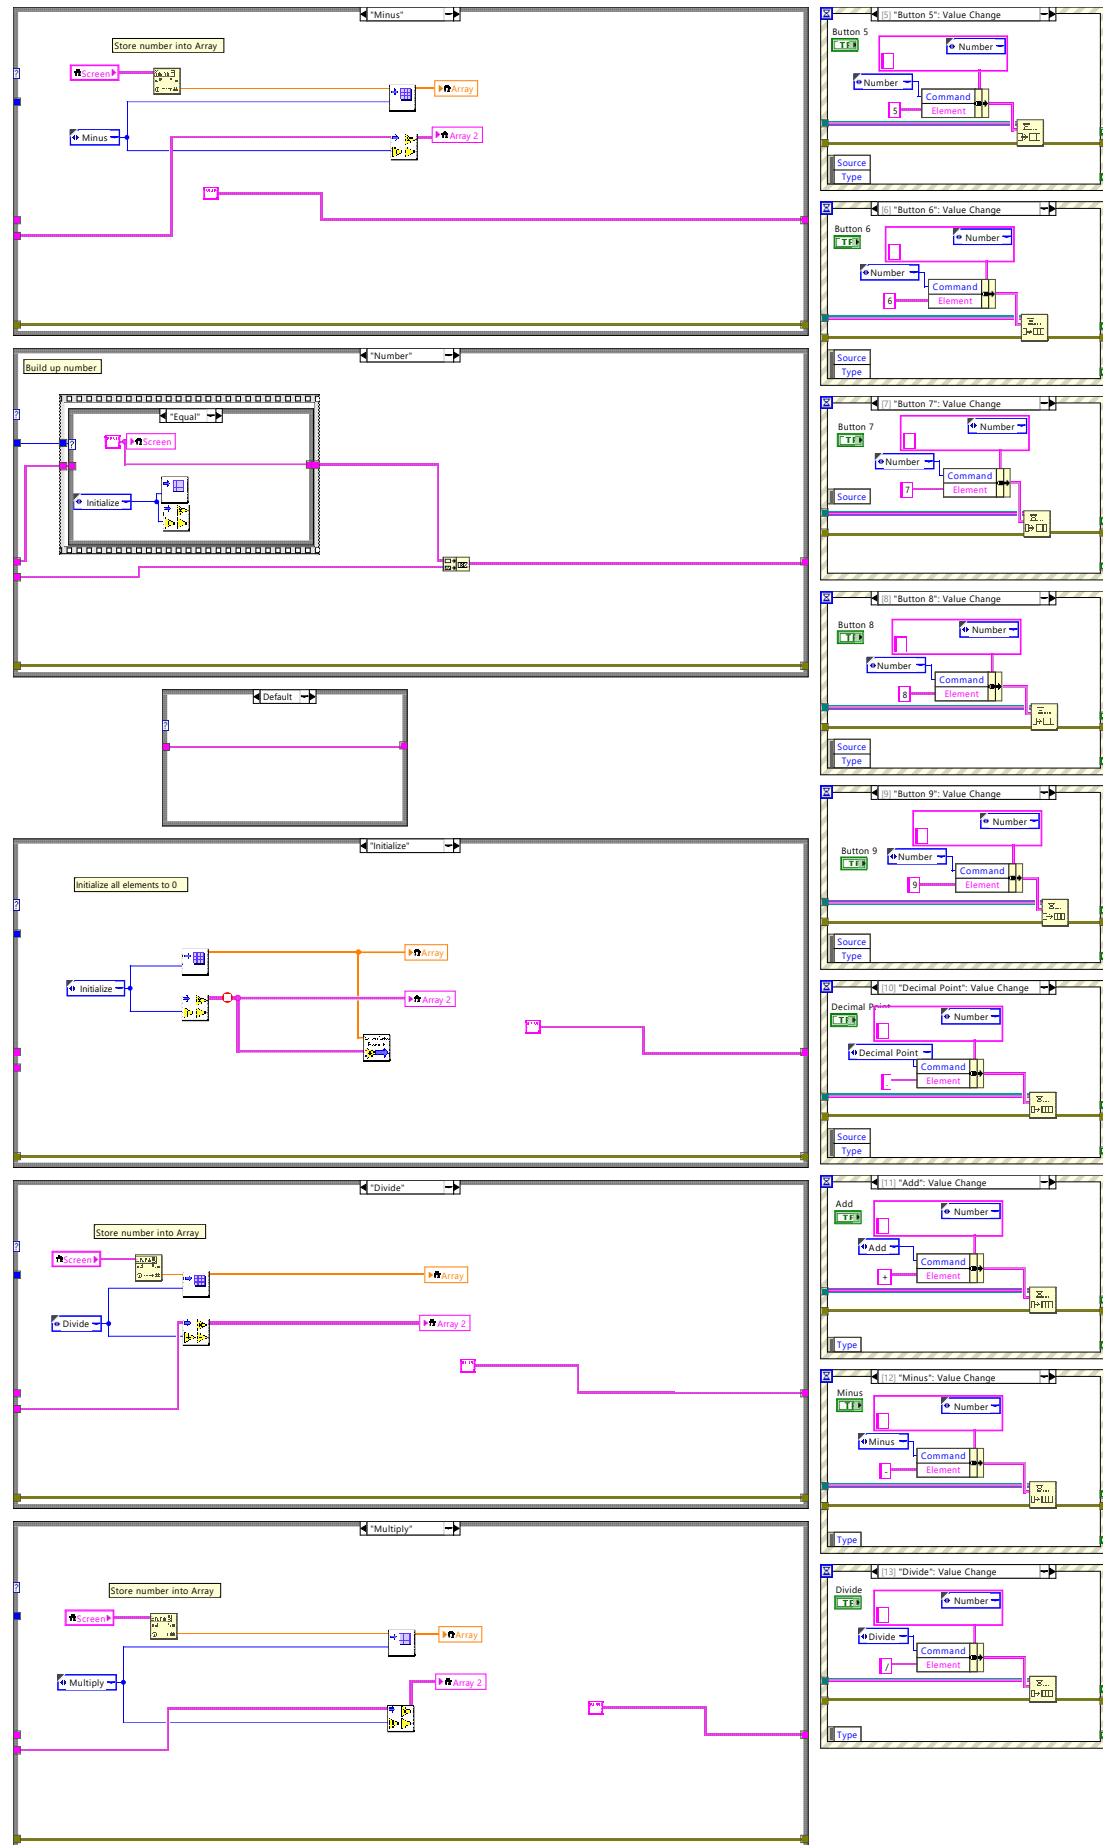 "Minus"
Store number into Array
Screen
Array
Minus
Array 2
"Number"
Build up number
"Equal"
Screen
Initialize
Default
"Initialize"
Initialize all elements to 0
Array
Initialize
Array 2
"Divide"
Store number into Array
Screen
Array
Divide
Array 2
"Multiply"
Store number into Array
Screen
Array
Multiply
Array 2
[5] "Button 5": Value Change
Button 5
Number
Number
Command
5
Element
Source
Type
[6] "Button 6": Value Change
Button 6
Number
Number
Command
6
Element
Source
Type
[7] "Button 7": Value Change
Button 7
Number
Number
Command
7
Element
Source
[8] "Button 8": Value Change
Button 8
Number
Number
Command
8
Element
Source
Type
[9] "Button 9": Value Change
Number
Button 9
Number
Command
9
Element
Source
Type
[10] "Decimal Point": Value Change
Decimal
Number
Decimal Point
Command
.
Element
Source
Type
[11] "Add": Value Change
Add
Number
Add
Command
+
Element
Type
[12] "Minus": Value Change
Minus
Number
Minus
Command
-
Element
Type
[13] "Divide": Value Change
Divide
Number
Divide
Command
/
Element
Type